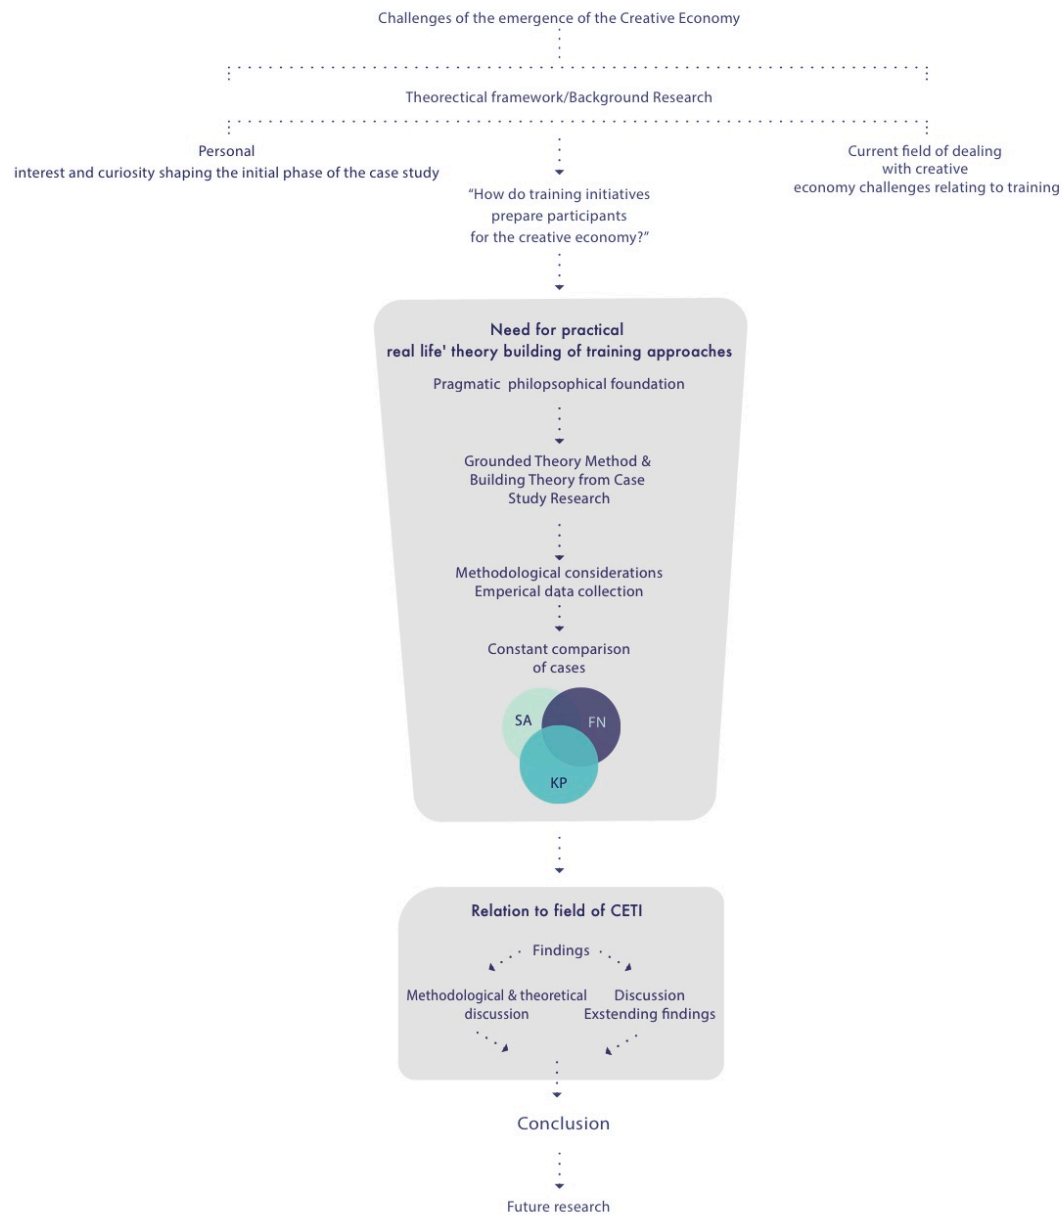 Challenges of the emergence of the Creative Economy
Theorectical framework/Background Research
Personal
interest and curiosity shaping the initial phase of the case study
Current field of dealing
with creative
economy challenges relating to training
“How do training initiatives
prepare participants
for the creative economy?”
Need for practical
real life' theory building of training approaches
Pragmatic philopsophical foundation
Grounded Theory Method &
Building Theory from Case
Study Research
Methodological considerations
Emperical data collection
Constant comparison
of cases
SA
FN
KP
Relation to field of CETI
Findings
Methodological & theoretical
discussion
Discussion
Exstending findings
Conclusion
Future research